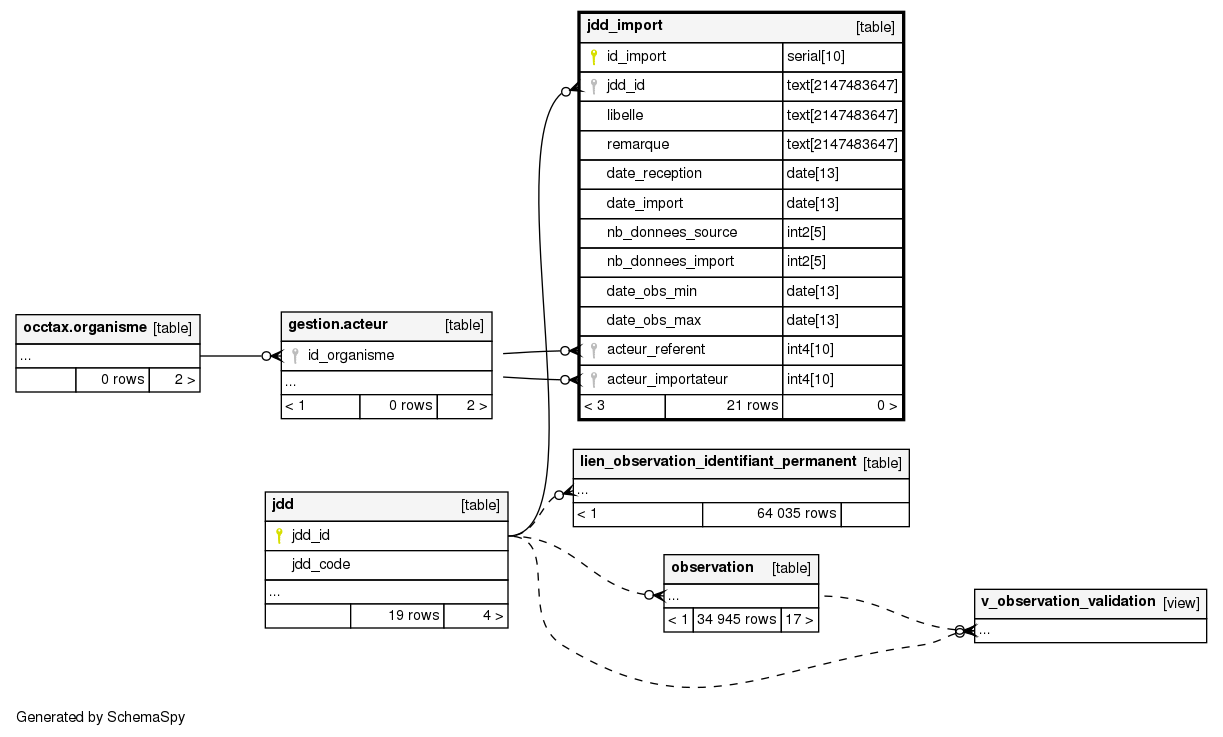 jdd_import [table]
id_import serial[10]
jdd_id text[2147483647]
libelle text[2147483647]
remarque text[2147483647]
date_reception date[13]
date_import date[13]
nb_donnees_source int2[5]
nb_donnees_import int2[5]
date_obs_min date[13]
date_obs_max date[13]
acteur_referent int4[10]
acteur_importateur int4[10]
< 3 21 rows 0 >
occtax.organisme [table]
...
0 rows 2 >
gestion.acteur [table]
id_organisme
...
< 1 0 rows 2 >
lien_observation_identifiant_permanent [table]
...
< 1 64 035 rows
jdd [table]
jdd_id
jdd_code
...
19 rows 4 >
observation [table]
...
< 1 34 945 rows 17 >
v_observation_validation [view]
...
Generated by SchemaSpy